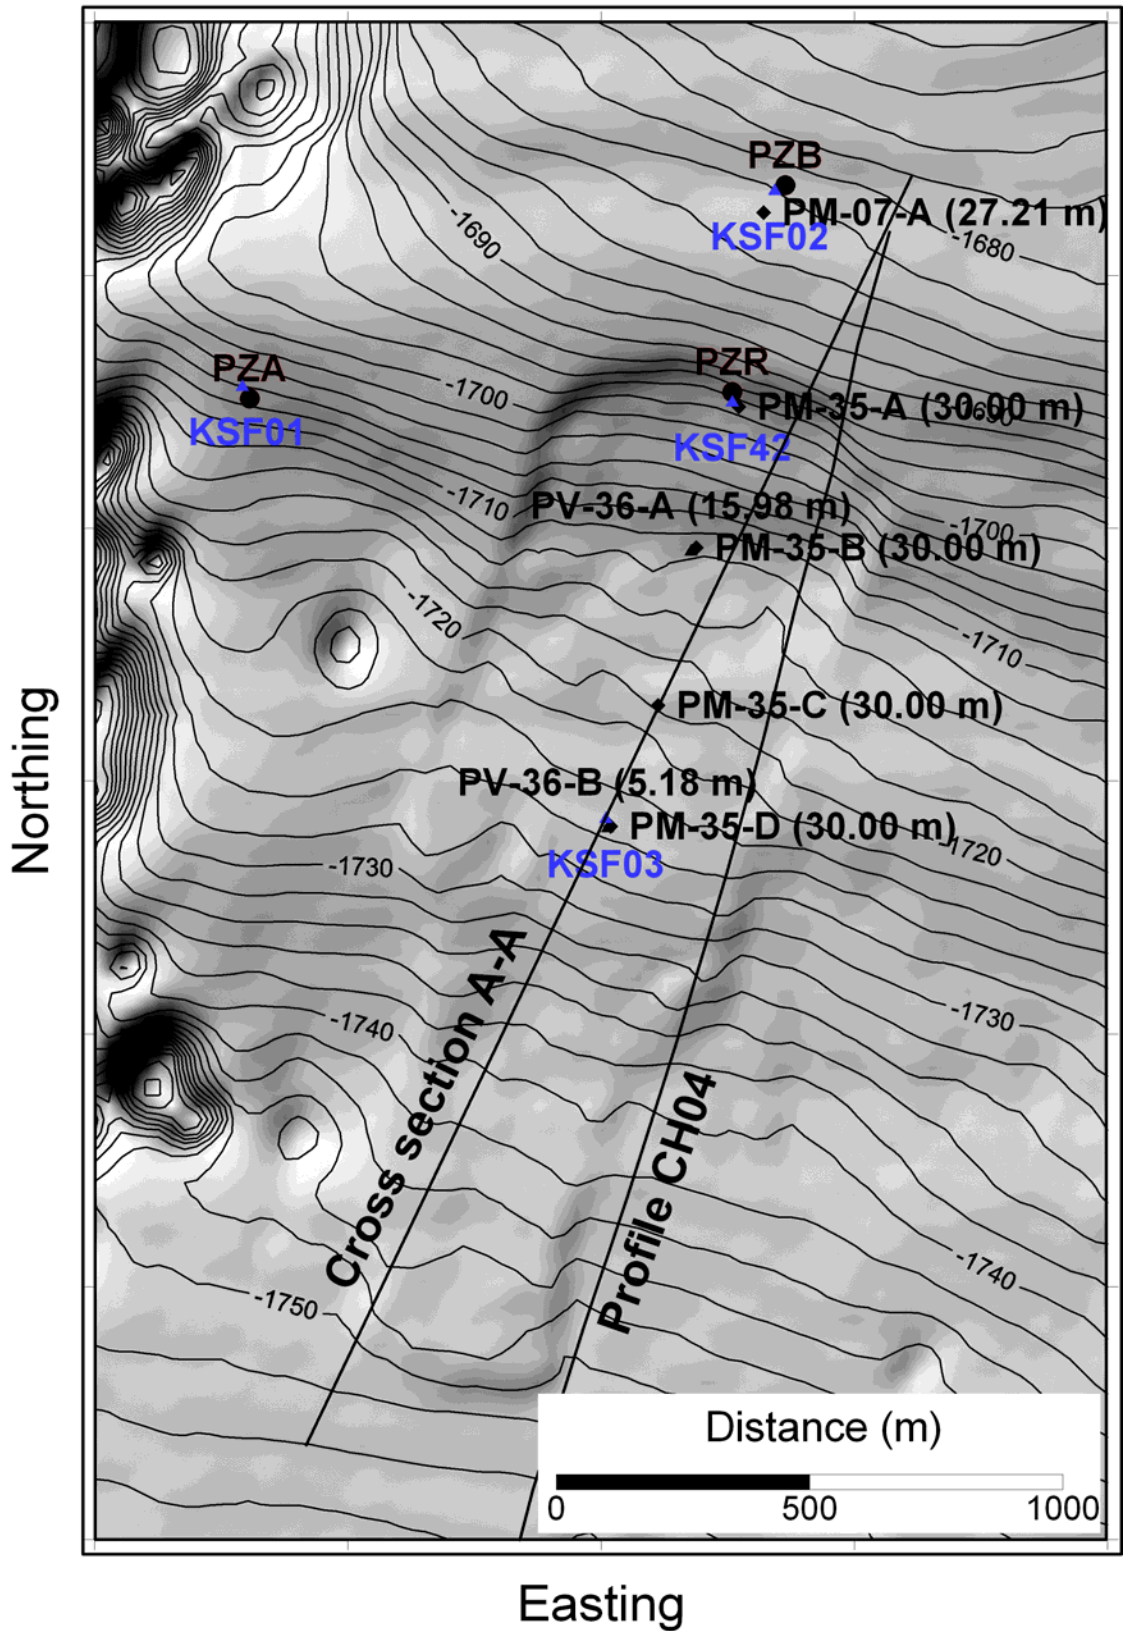 PZB
PM-07-A (27.21 m)
KSF02
-1690
-1680
PZA
PZR
-1700
-1690
PM-35-A (30.00 m)
KSF01
KSF42
-1710
PV-36-A (15.98 m)
-1700
PM-35-B (30.00 m)
-1720
-1710
PM-35-C (30.00 m)
PV-36-B (5.18 m)
PM-35-D (30.00 m)
-1720
KSF03
-1730
Northing
Cross section A-A
-1740
-1730
Profile CH04
-1740
-1750
Distance (m)
0 500 1000
Easting